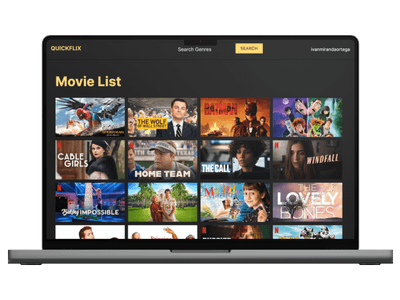 QUICKFLIX
Search Genres
SEARCH
ivanmirandaortega
Movie List
THE WOLF
OF WALL STREET
BATMAN
CABLE
GIRLS
HOME TEAM
THE CALL
WINDFALL
IMPOSSIBLE
THE
LOVELY
BONES